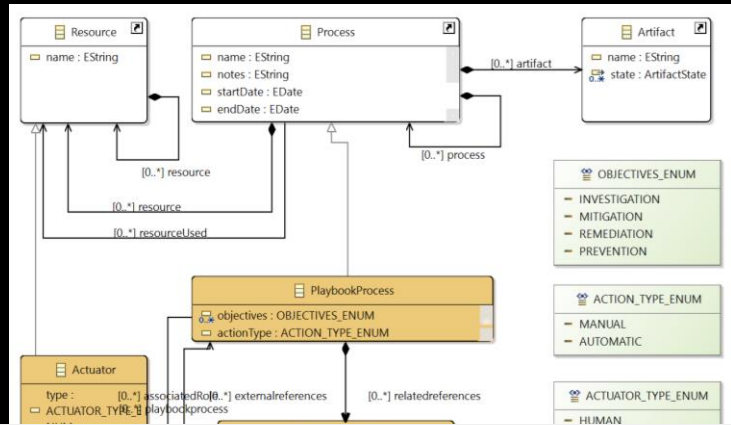 Resource
name : EString
Process
name : EString
notes : EString
startDate : EDate
endDate : EDate
Artifact
name : EString
state : ArtifactState
[0..*] artifact
[0..*] process
[0..*] resource
[0..*] resource
[0..*] resourceUsed
OBJECTIVES_ENUM
INVESTIGATION
MITIGATION
REMEDIATION
PREVENTION
PlaybookProcess
objectives : OBJECTIVES_ENUM
actionType : ACTION_TYPE_ENUM
ACTION_TYPE_ENUM
MANUAL
AUTOMATIC
Actuator
type :
[0..*]
[0..*] externalreferences
[0..*] relatedreferences
playbookprocess
ACTUATOR_TYPE_ENUM
HUMAN